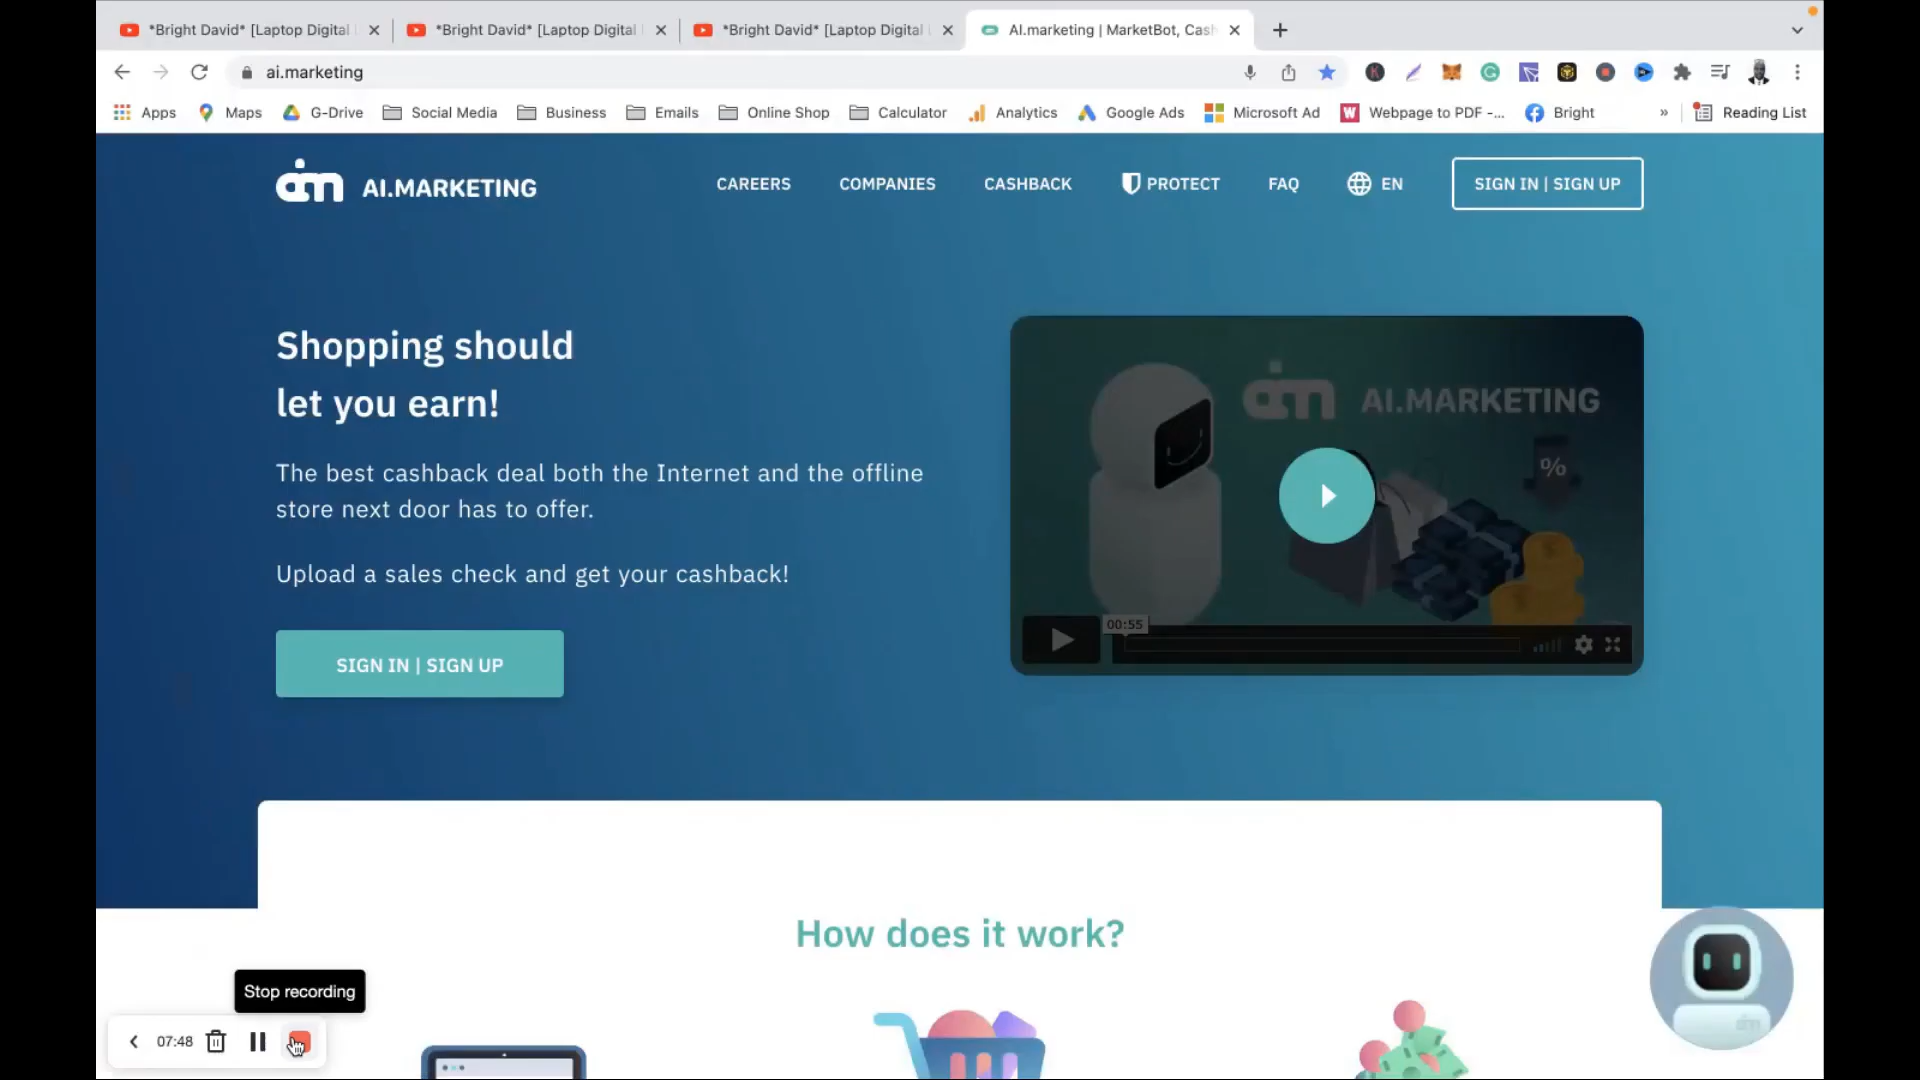 *Bright David* [Laptop Digital
*Bright David* [Laptop Digital
*Bright David* [Laptop Digital
AI.marketing | MarketBot, Cash
ai.marketing
Apps
Maps
G-Drive
Social Media
Business
Emails
Online Shop
Calculator
Analytics
Google Ads
Microsoft Ad
W
Webpage to PDF -...
Bright
»
Reading List
aim AI.MARKETING
CAREERS
COMPANIES
CASHBACK
PROTECT
FAQ
EN
SIGN IN | SIGN UP
Shopping should
let you earn!
The best cashback deal both the Internet and the offline
store next door has to offer.
Upload a sales check and get your cashback!
SIGN IN | SIGN UP
aim AI.MARKETING
%
00:55
How does it work?
Stop recording
07:48